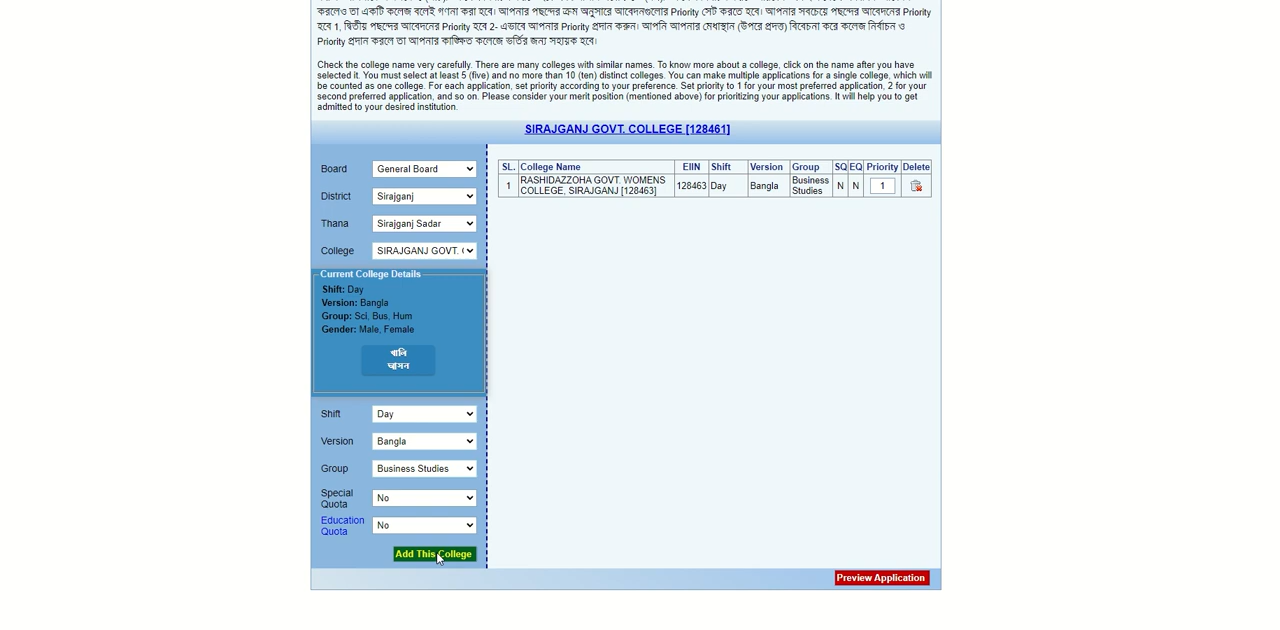 করলেও তা একটি কলেজ বলেই গণনা করা হবে। আপনার পছন্দের ক্রম অনুসারে আবেদনগুলোর Priority সেট করতে হবে। আপনার সবচেয়ে পছন্দের আবেদনের Priority
হবে 1, দ্বিতীয় পছন্দের আবেদনের Priority হবে 2- এভাবে আপনার Priority প্রদান করুন। আপনি আপনার মেধাস্থান (উপরে প্রদত্ত) বিবেচনা করে কলেজ নির্বাচন ও
Priority প্রদান করলে তা আপনার কাঙ্ক্ষিত কলেজে ভর্তির জন্য সহায়ক হবে।
Check the college name very carefully. There are many colleges with similar names. To know more about a college, click on the name after you have
selected it. You must select at least 5 (five) and no more than 10 (ten) distinct colleges. You can make multiple applications for a single college, which will
be counted as one college. For each application, set priority according to your preference. Set priority to 1 for your most preferred application, 2 for your
second preferred application, and so on. Please consider your merit position (mentioned above) for prioritizing your applications. It will help you to get
admitted to your desired institution.
SIRAJGANJ GOVT. COLLEGE [128461]
Board General Board
District Sirajganj
Thana Sirajganj Sadar
College SIRAJGANJ GOVT. (
Current College Details
Shift: Day
Version: Bangla
Group: Sci, Bus, Hum
Gender: Male, Female
খালি
আসন
Shift Day
Version Bangla
Group Business Studies
Special
Quota No
Education
Quota No
Add This College
SL. College Name EIIN Shift Version Group SQ EQ Priority Delete
1 RASHIDAZZOHA GOVT. WOMENS
COLLEGE, SIRAJGANJ [128463] 128463 Day Bangla Business
Studies N N 1
Preview Application